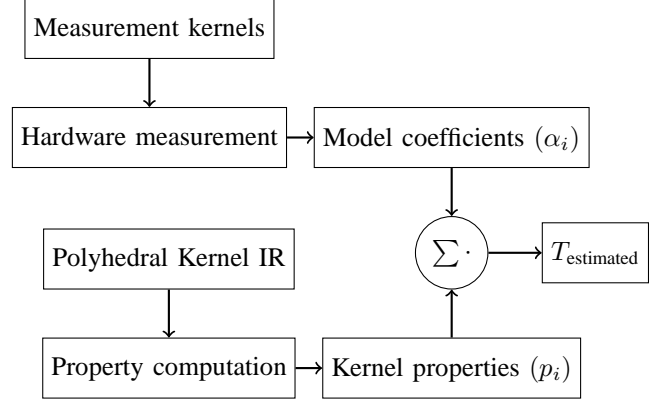 Measurement kernels
Hardware measurement
Model coefficients (αᵢ)
∑ ·
T_estimated
Polyhedral Kernel IR
Property computation
Kernel properties (pᵢ)